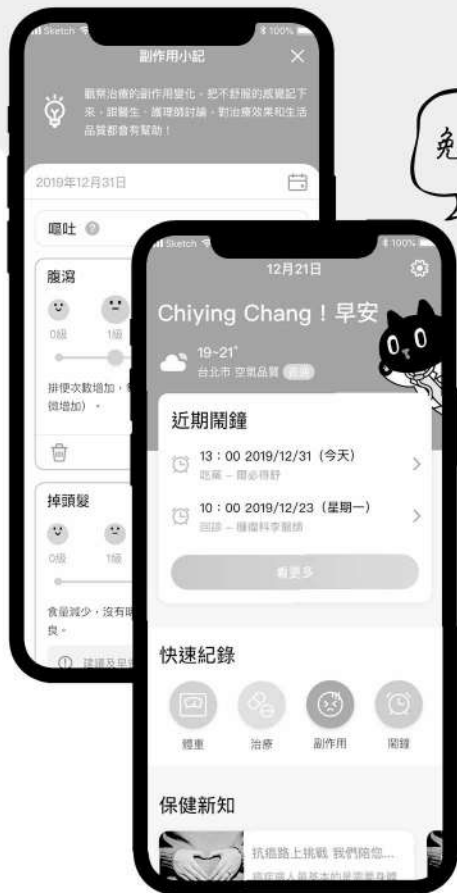 Sketch
100%
副作用小記
觀察治療的副作用變化，把不舒服的感覺記下
來，跟醫生、護理師討論，對治療效果和生活
品質都會有幫助！
2019年12月31日
嘔吐
腹瀉
0級
1級
排便次數增加，
微增加）。
掉頭髮
0級
1級
食量減少，沒有
良。
建議及早
免
Sketch
100%
12月21日
Chiying Chang！早安
19~21°
台北市 空氣品質
近期鬧鐘
13：00 2019/12/31（今天）
吃藥 – 爾必得舒
10：00 2019/12/23（星期一）
回診 – 腫瘤科李醫師
看更多
快速紀錄
體重
治療
副作用
鬧鐘
保健新知
抗癌路上挑戰 我們陪您...